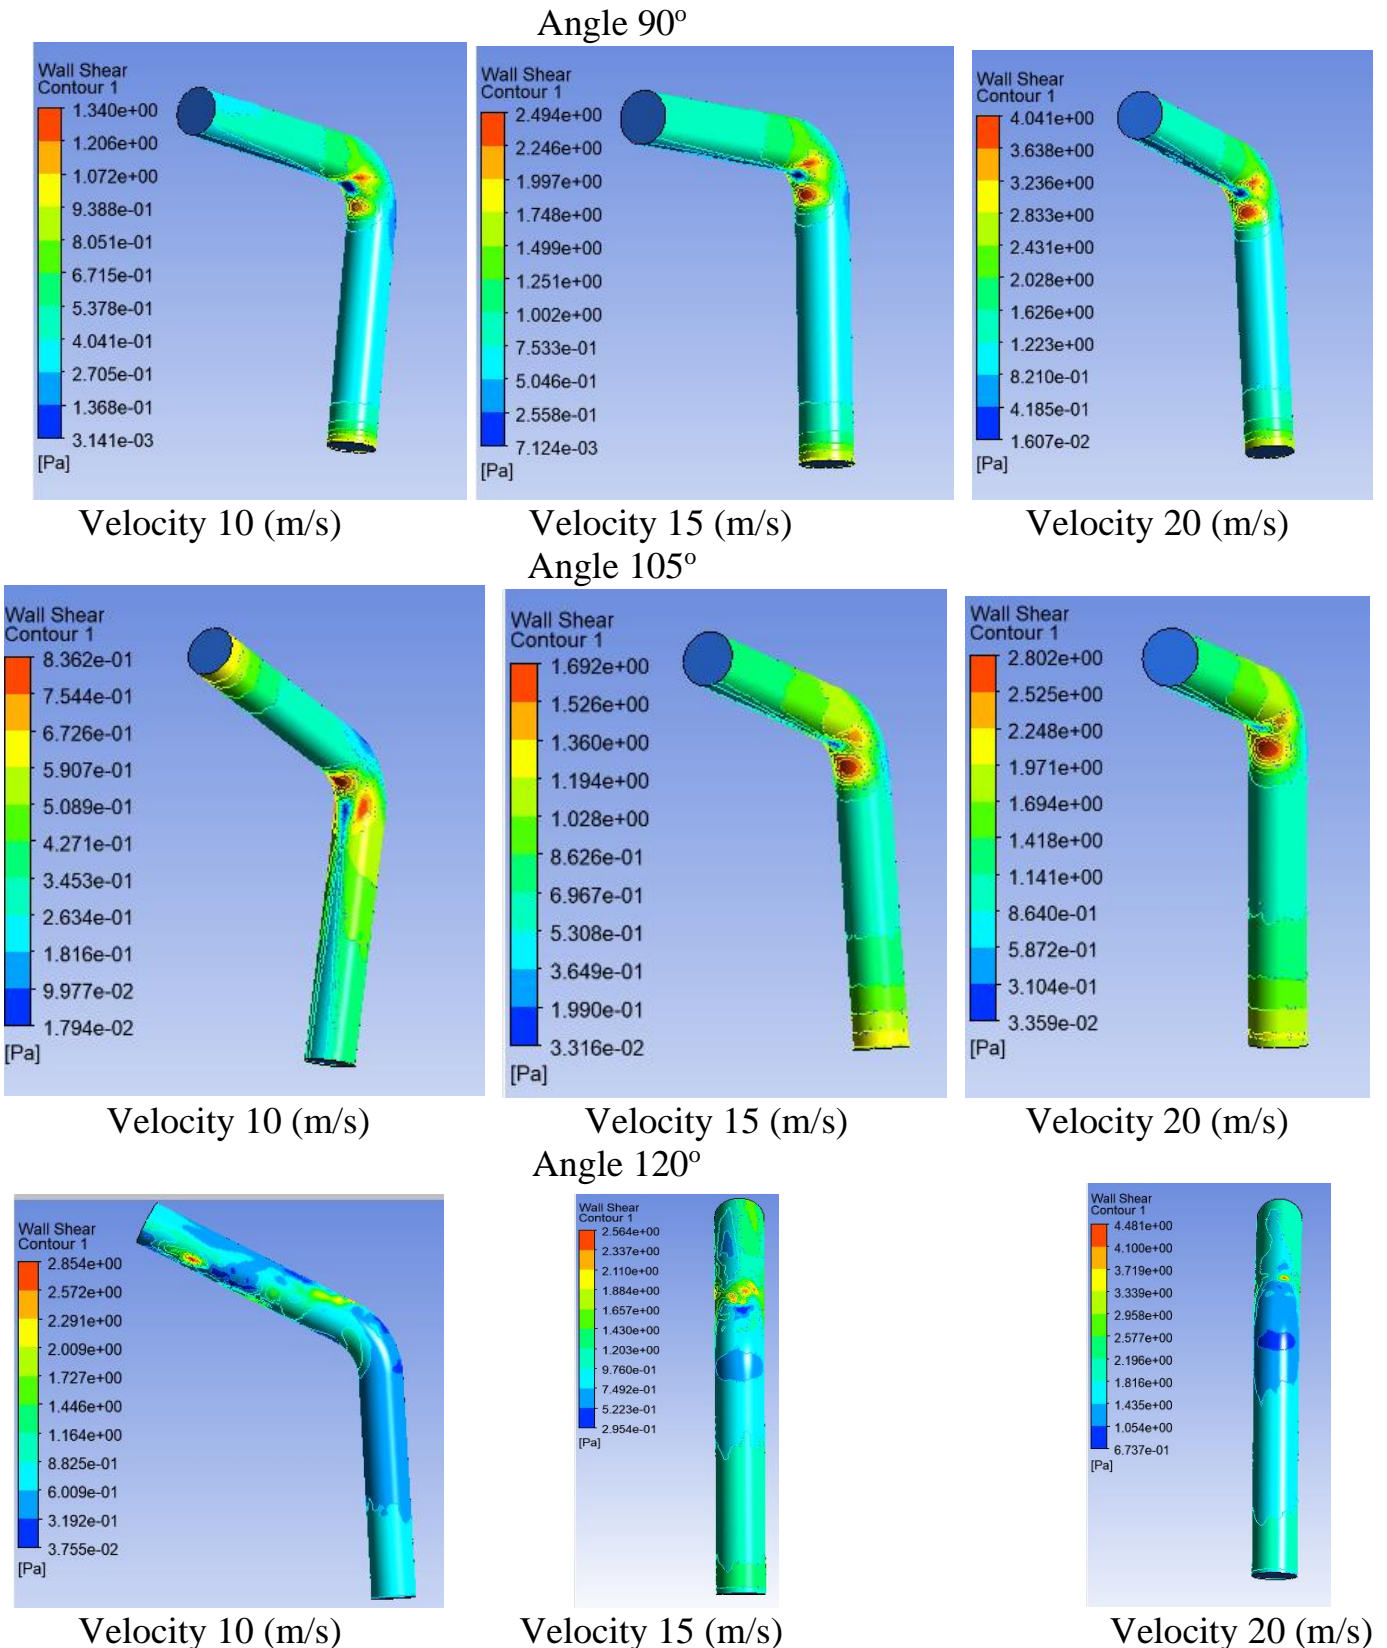 Angle 90º
Wall Shear
Contour 1
1.340e+00
1.206e+00
1.072e+00
9.388e-01
8.051e-01
6.715e-01
5.378e-01
4.041e-01
2.705e-01
1.368e-01
3.141e-03
[Pa]
Wall Shear
Contour 1
2.494e+00
2.246e+00
1.997e+00
1.748e+00
1.499e+00
1.251e+00
1.002e+00
7.533e-01
5.046e-01
2.558e-01
7.124e-03
[Pa]
Wall Shear
Contour 1
4.041e+00
3.638e+00
3.236e+00
2.833e+00
2.431e+00
2.028e+00
1.626e+00
1.223e+00
8.210e-01
4.185e-01
1.607e-02
[Pa]
Velocity 10 (m/s)
Velocity 15 (m/s)
Velocity 20 (m/s)
Angle 105º
Wall Shear
Contour 1
8.362e-01
7.544e-01
6.726e-01
5.907e-01
5.089e-01
4.271e-01
3.453e-01
2.634e-01
1.816e-01
9.977e-02
1.794e-02
[Pa]
Wall Shear
Contour 1
1.692e+00
1.526e+00
1.360e+00
1.194e+00
1.028e+00
8.626e-01
6.967e-01
5.308e-01
3.649e-01
1.990e-01
3.316e-02
[Pa]
Wall Shear
Contour 1
2.802e+00
2.525e+00
2.248e+00
1.971e+00
1.694e+00
1.418e+00
1.141e+00
8.640e-01
5.872e-01
3.104e-01
3.359e-02
[Pa]
Velocity 10 (m/s)
Velocity 15 (m/s)
Velocity 20 (m/s)
Angle 120º
Wall Shear
Contour 1
2.854e+00
2.572e+00
2.291e+00
2.009e+00
1.727e+00
1.446e+00
1.164e+00
8.825e-01
6.009e-01
3.192e-01
3.755e-02
[Pa]
Wall Shear
Contour 1
2.564e+00
2.337e+00
2.110e+00
1.884e+00
1.657e+00
1.430e+00
1.203e+00
9.760e-01
7.492e-01
5.223e-01
2.954e-01
[Pa]
Wall Shear
Contour 1
4.481e+00
4.100e+00
3.719e+00
3.339e+00
2.958e+00
2.577e+00
2.196e+00
1.816e+00
1.435e+00
1.054e+00
6.737e-01
[Pa]
Velocity 10 (m/s)
Velocity 15 (m/s)
Velocity 20 (m/s)